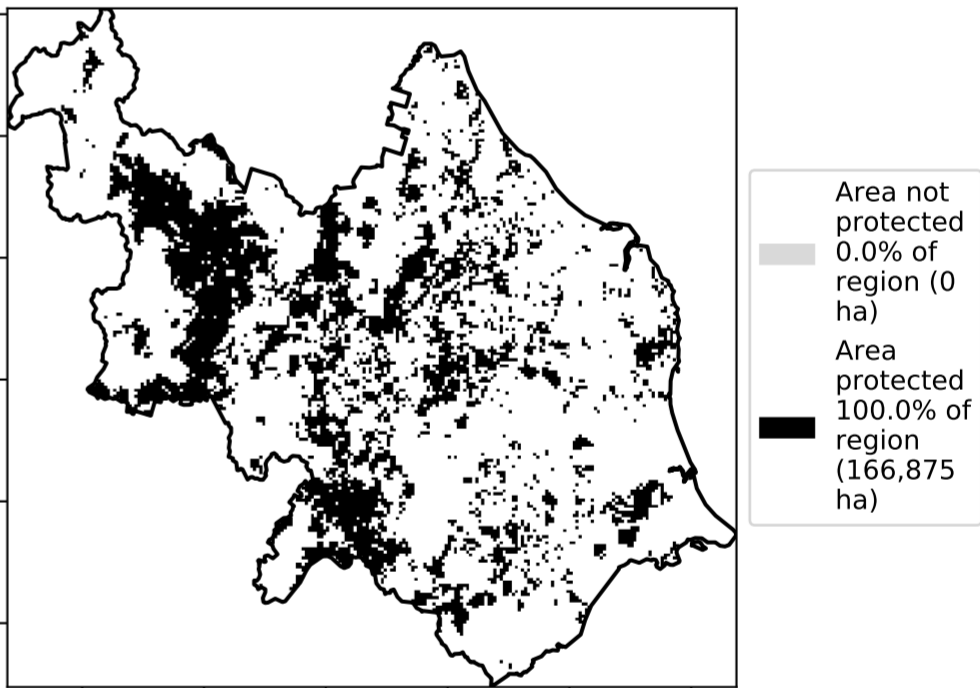 Area not
protected
0.0% of
region (0
ha)
Area
protected
100.0% of
region
(166,875
ha)